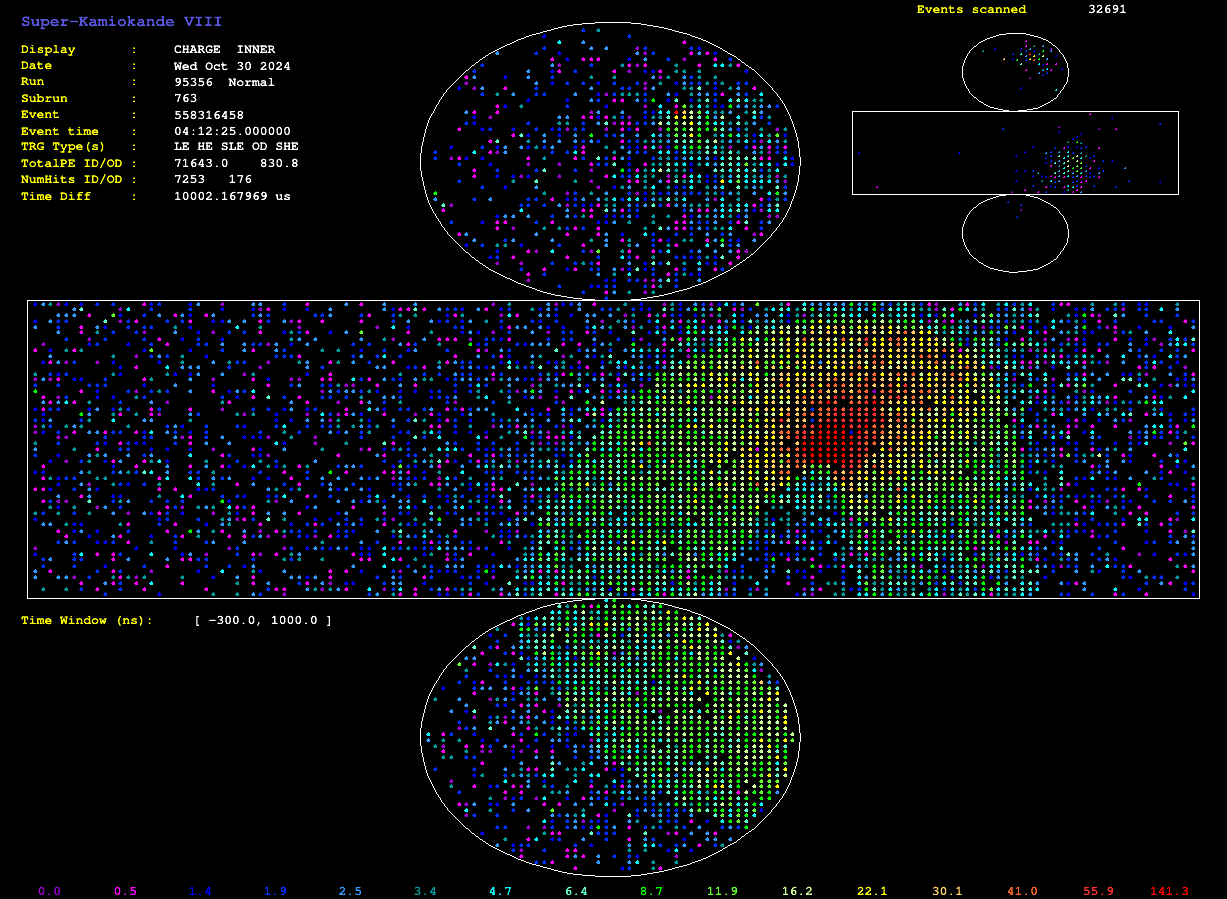 Super-Kamiokande VIII
Events scanned 32691
Display : CHARGE INNER
Date : Wed Oct 30 2024
Run : 95356 Normal
Subrun : 763
Event : 558316458
Event time : 04:12:25.000000
TRG Type(s) : LE HE SLE OD SHE
TotalPE ID/OD : 71643.0 830.8
NumHits ID/OD : 7253 176
Time Diff : 10002.167969 us
Time Window (ns): [ -300.0, 1000.0 ]
0.0 0.5 1.4 1.9 2.5 3.4 4.7 6.4 8.7 11.9 16.2 22.1 30.1 41.0 55.9 141.3